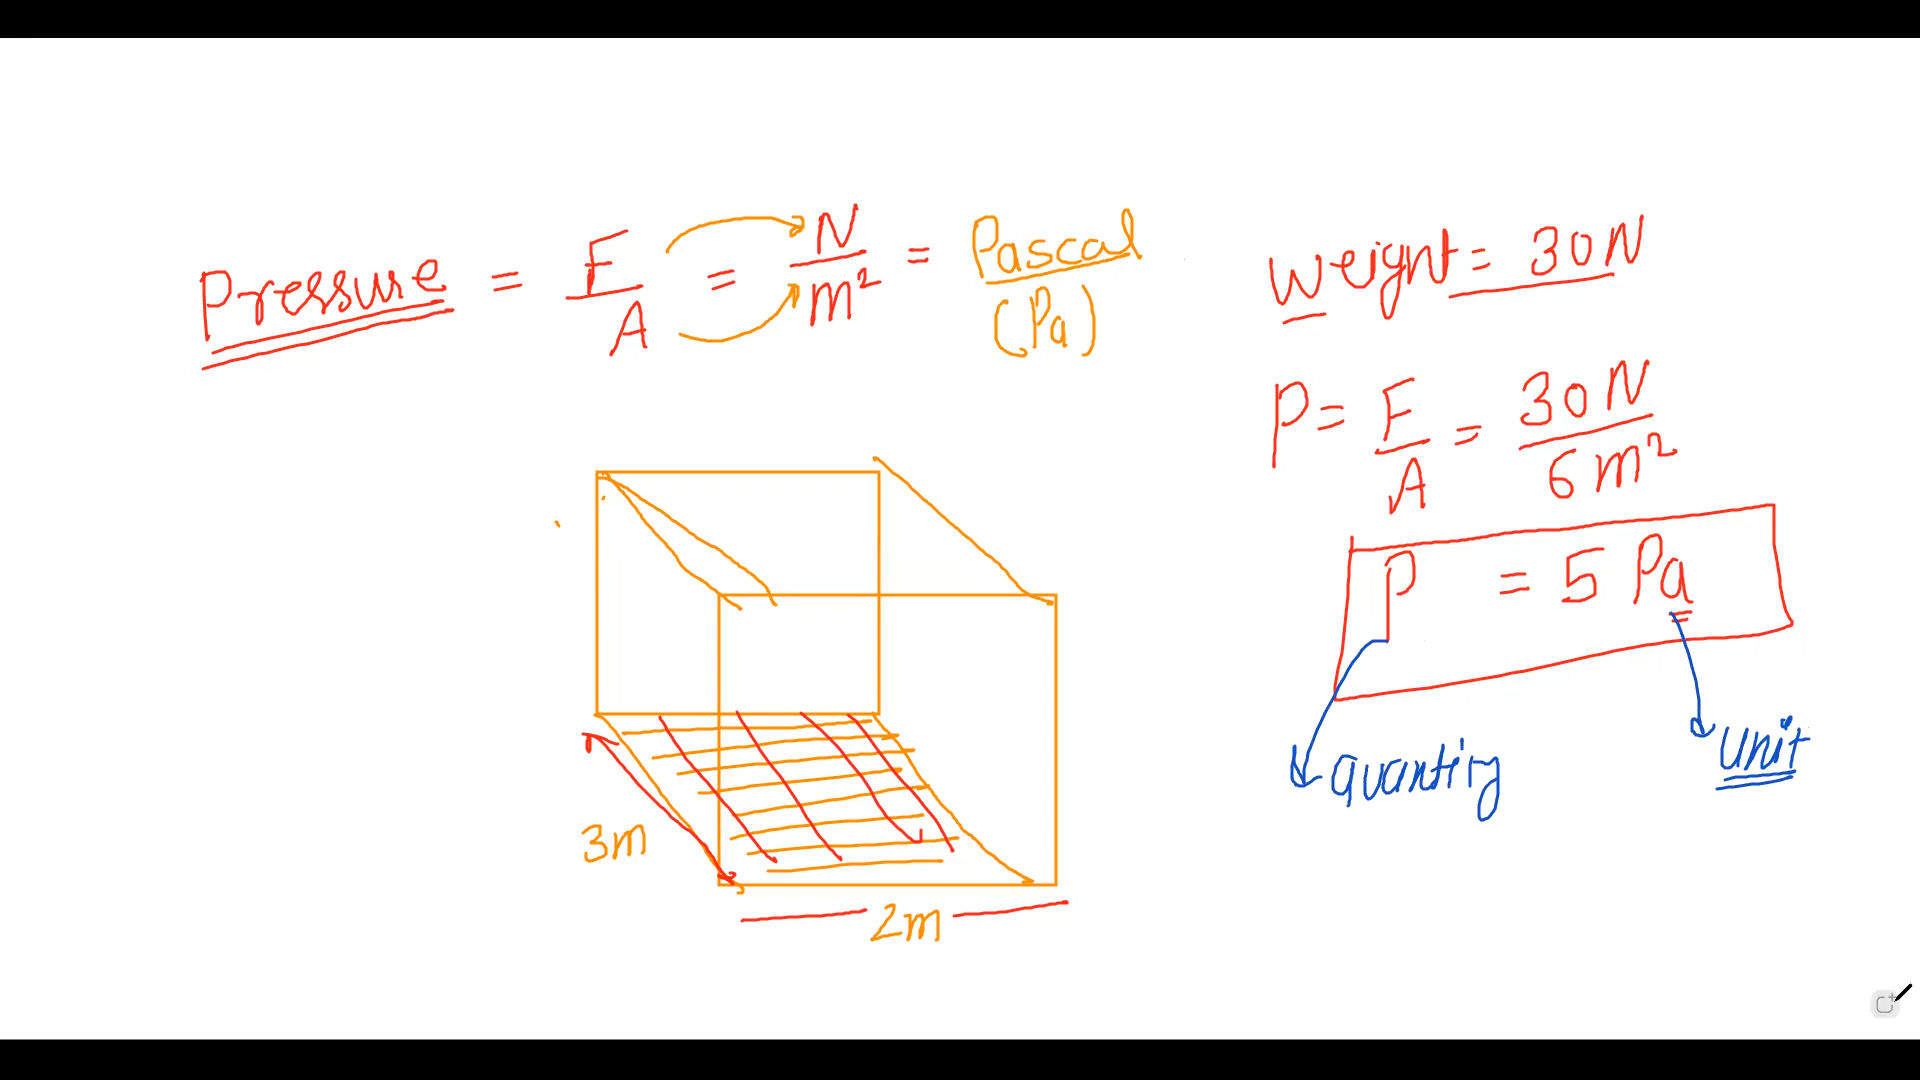 Pressure = F/A = N/m² = Pascal
(Pa)
weight = 30N
P = F/A = 30N/6m²
P = 5 Pa
quantity
unit
3m
2m